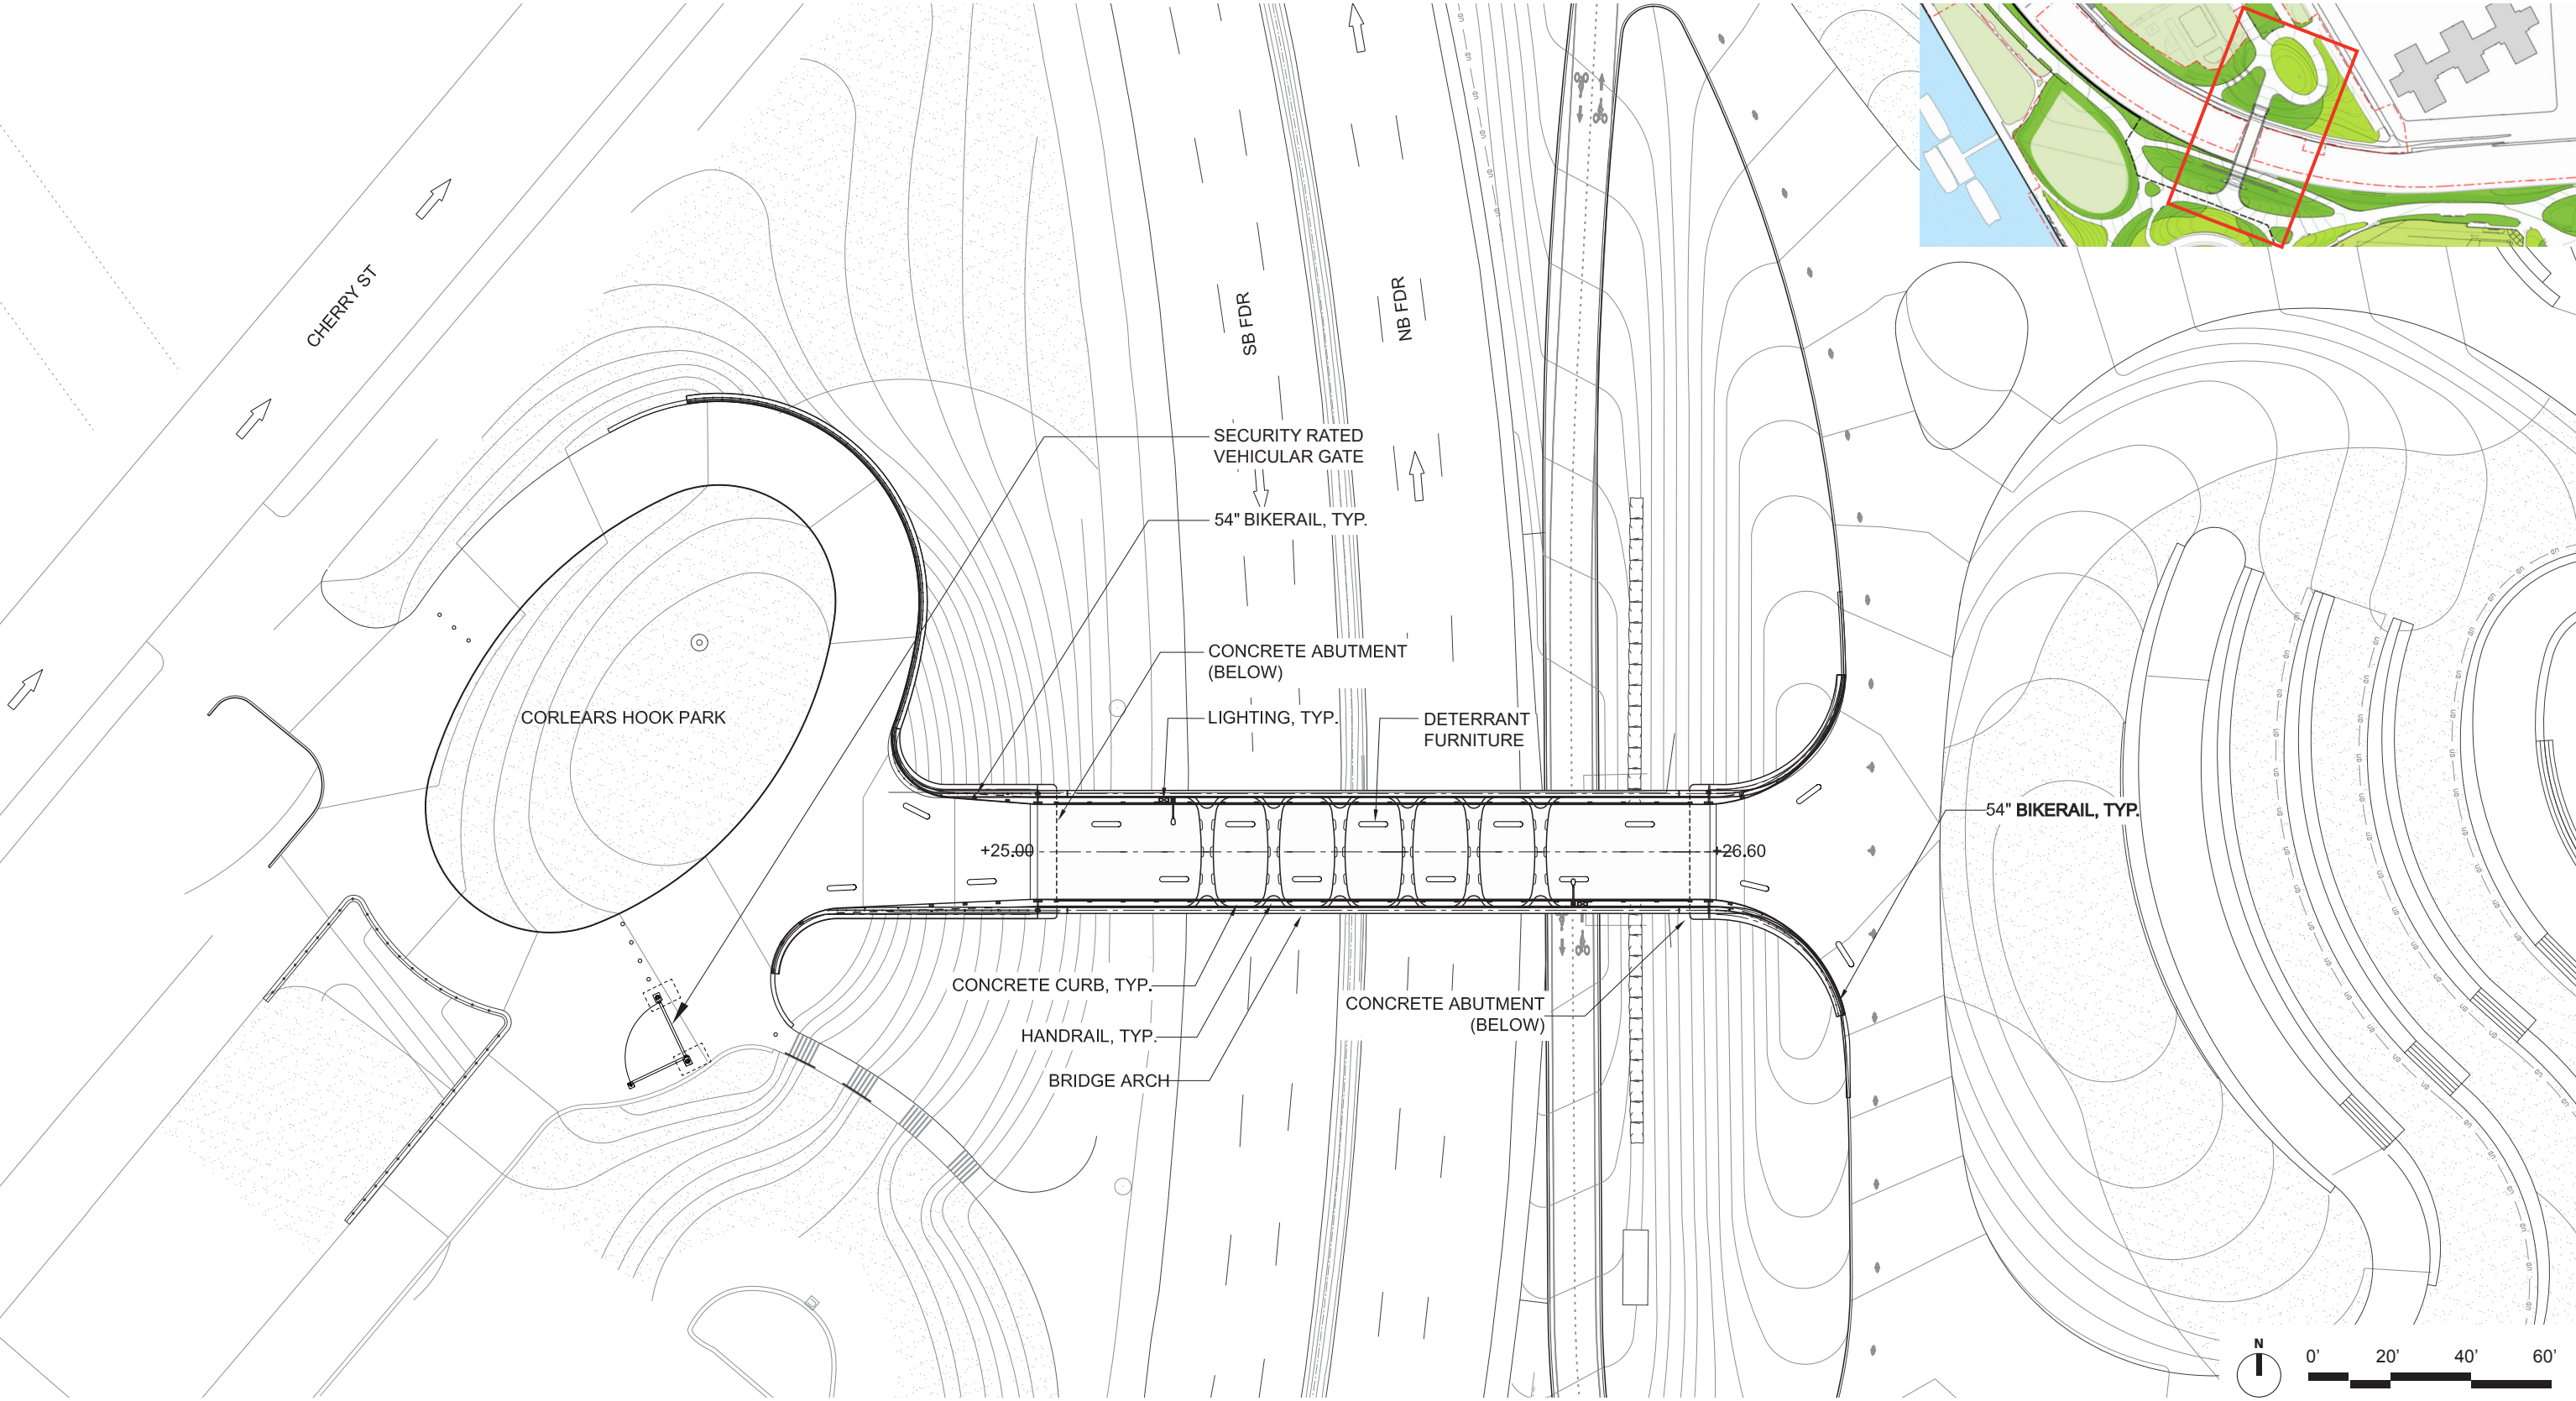 CHERRY ST
SB FDR
NB FDR
SECURITY RATED
VEHICULAR GATE
54" BIKERAIL, TYP.
CONCRETE ABUTMENT
(BELOW)
CORLEARS HOOK PARK
LIGHTING, TYP.
DETERRANT
FURNITURE
54" BIKERAIL, TYP.
+25.00
+26.60
CONCRETE CURB, TYP.
CONCRETE ABUTMENT
(BELOW)
HANDRAIL, TYP.
BRIDGE ARCH
N
0' 20' 40' 60'